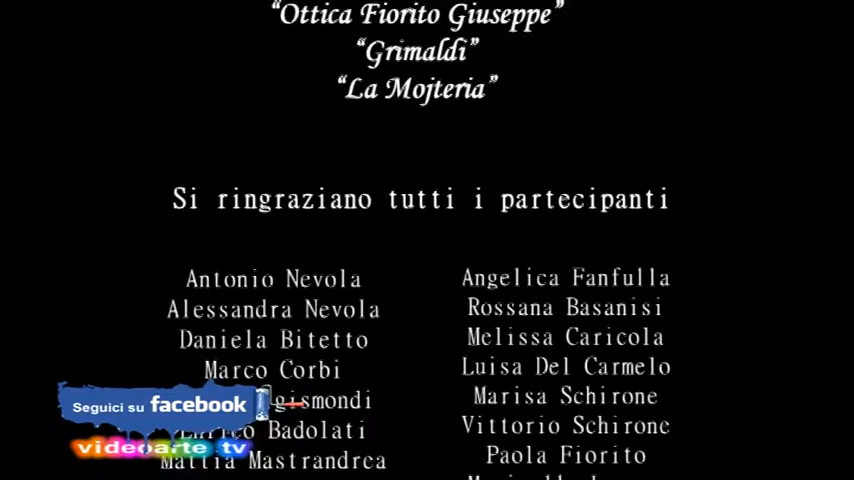 “Ottica Fiorito Giuseppe”
“Grimaldi”
“La Mojteria”
Si ringraziano tutti i partecipanti
Antonio Nevola
Alessandra Nevola
Daniela Bitetto
Marco Corbi
Badolati
Mattia Mastrandrea
Angelica Fanfulla
Rossana Basanisi
Melissa Caricola
Luisa Del Carmelo
Marisa Schirone
Vittorio Schirone
Paola Fiorito
Seguici su facebook
videoarte tv